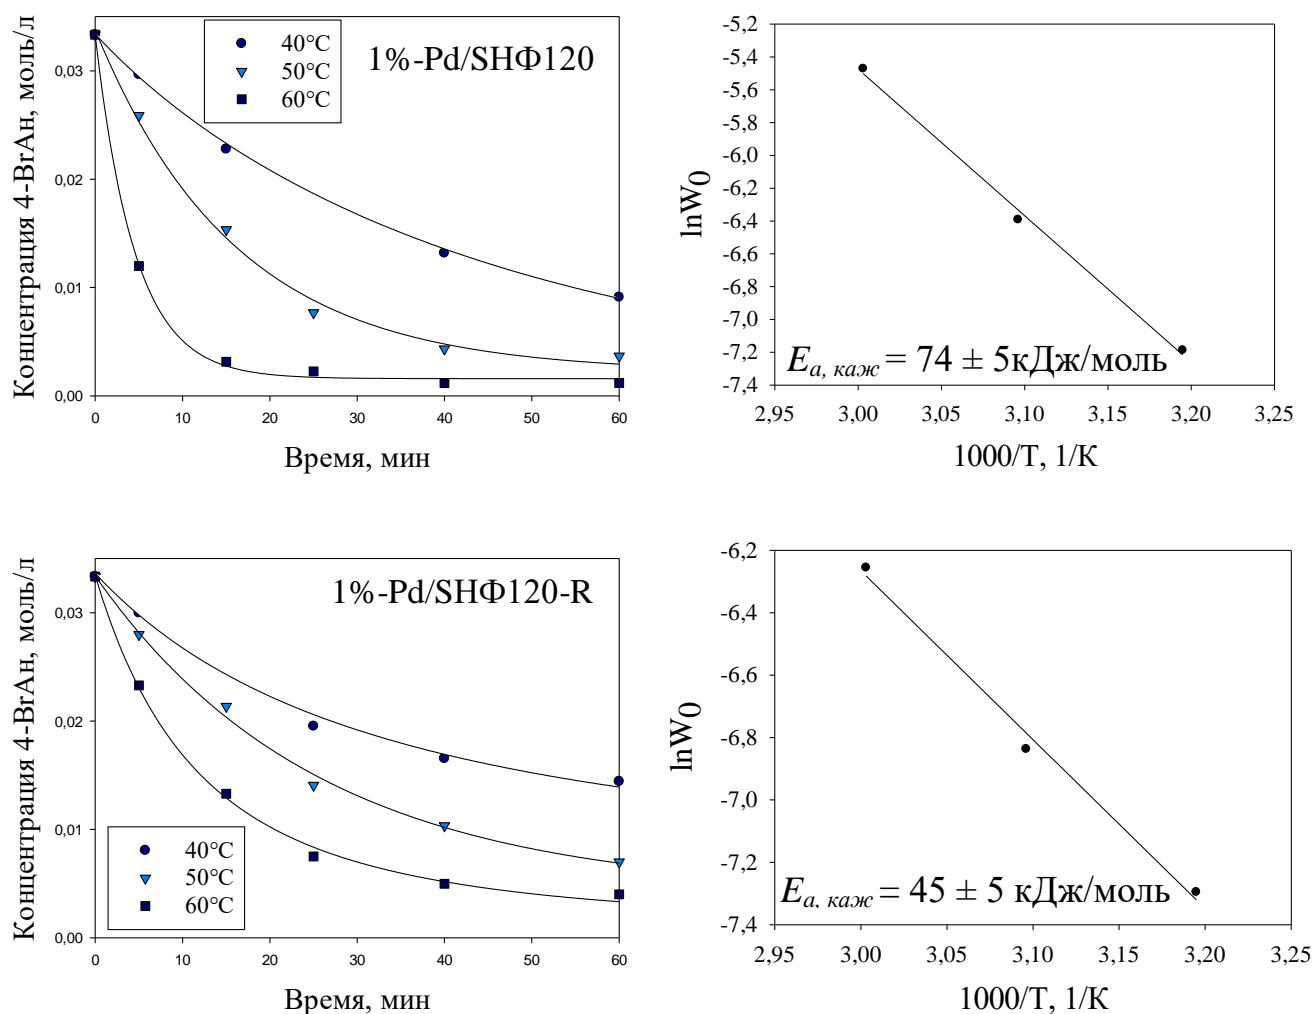 Концентрация 4-BrAн, моль/л
0,03
0,02
0,01
0,00
40°C
50°C
60°C
1%-Pd/SHФ120
0 10 20 30 40 50 60
Время, мин
lnW0
-5,2
-5,4
-5,6
-5,8
-6,0
-6,2
-6,4
-6,6
-6,8
-7,0
-7,2
-7,4
Ea, каж = 74 ± 5кДж/моль
2,95 3,00 3,05 3,10 3,15 3,20 3,25
1000/T, 1/K
Концентрация 4-BrAн, моль/л
0,03
0,02
0,01
0,00
1%-Pd/SHФ120-R
40°C
50°C
60°C
0 10 20 30 40 50 60
Время, мин
lnW0
-6,2
-6,4
-6,6
-6,8
-7,0
-7,2
-7,4
Ea, каж = 45 ± 5 кДж/моль
2,95 3,00 3,05 3,10 3,15 3,20 3,25
1000/T, 1/K